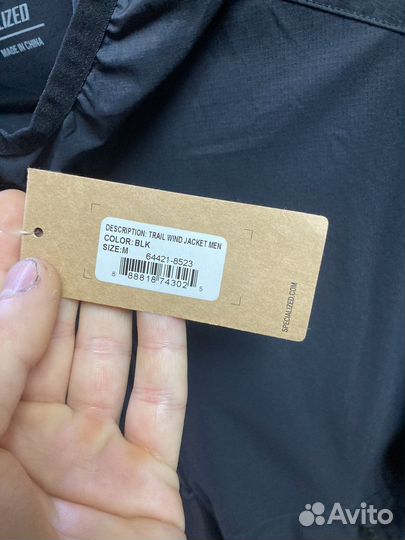 ALIZED
MADE IN CHINA
DESCRIPTION: TRAIL WIND JACKET MEN
COLOR: BLK
SIZE:M
64421-8523
8 88818 74302 5
SPECIALIZED.COM
Avito